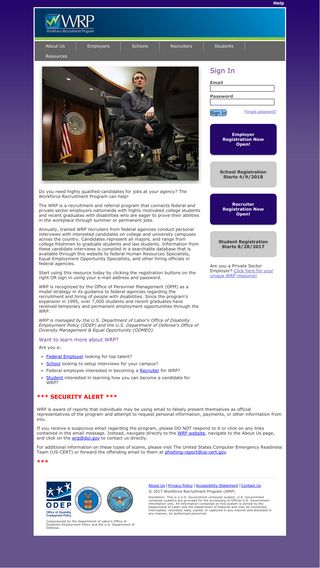 Help
WRP
Workforce Recruitment Program
About Us
Employers
Schools
Recruiters
Students
Resources
Sign In
Email
Password
Sign In
Forgot password?
Employer
Registration Now
Open!
School Registration
Starts 4/9/2018
Recruiter
Registration Now
Open!
Student Registration
Starts 8/28/2017
Are you a Private Sector
Employer? Click here for your
unique WRP resource!
Do you need highly qualified candidates for jobs at your agency? The
Workforce Recruitment Program can help!
The WRP is a recruitment and referral program that connects federal and
private sector employers nationwide with highly motivated college students
and recent graduates with disabilities who are eager to prove their abilities
in the workplace through summer or permanent jobs.
Annually, trained WRP recruiters from federal agencies conduct personal
interviews with interested candidates on college and university campuses
across the country. Candidates represent all majors, and range from
college freshmen to graduate students and law students. Information from
these candidate interviews is compiled in a searchable database that is
available through this website to federal Human Resources Specialists,
Equal Employment Opportunity Specialists, and other hiring officials in
federal agencies.
Start using this resource today by clicking the registration buttons on the
right OR sign in using your e-mail address and password.
WRP is recognized by the Office of Personnel Management (OPM) as a
model strategy in its guidance to federal agencies regarding the
recruitment and hiring of people with disabilities. Since the program's
expansion in 1995, over 7,000 students and recent graduates have
received temporary and permanent employment opportunities through the
WRP.
WRP is managed by the U.S. Department of Labor's Office of Disability
Employment Policy (ODEP) and the U.S. Department of Defense's Office of
Diversity Management & Equal Opportunity (ODMEO).
Want to learn more about WRP?
Are you a:
Federal Employer looking for top talent?
School looking to setup interviews for your campus?
Federal employee interested in becoming a Recruiter for WRP?
Student interested in learning how you can become a candidate for
WRP?
*** SECURITY ALERT ***
WRP is aware of reports that individuals may be using email to falsely present themselves as official
representatives of the program and attempt to request personal information, payments, or other information from
you.
If you receive a suspicious email regarding the program, please DO NOT respond to it or click on any links
contained in the email message. Instead, navigate directly to the WRP website, navigate to the About Us page,
and click on the wrp@dol.gov to contact us directly.
For additional information on these types of scams, please visit The United States Computer Emergency Readiness
Team (US-CERT) or forward the offending email to them at phishing-report@us-cert.gov
***
ODEP
Office of Disability
Employment Policy
Cosponsored by the Department of Labor's Office of
Disability Employment Policy and the Department of
Defense.
About Us | Privacy Policy | Accessibility Statement | Contact Us
© 2017 Workforce Recruitment Program (WRP)
Disclaimer: This is a U.S. Government computer system. U.S. Government
computer systems are provided for the processing of Official U.S. Government
information only. All information contained on this system is owned by the
Department of Labor and the Department of Defense and may be monitored,
intercepted, recorded, read, copied, or captured in any manner and disclosed in
any manner, by authorized personnel.